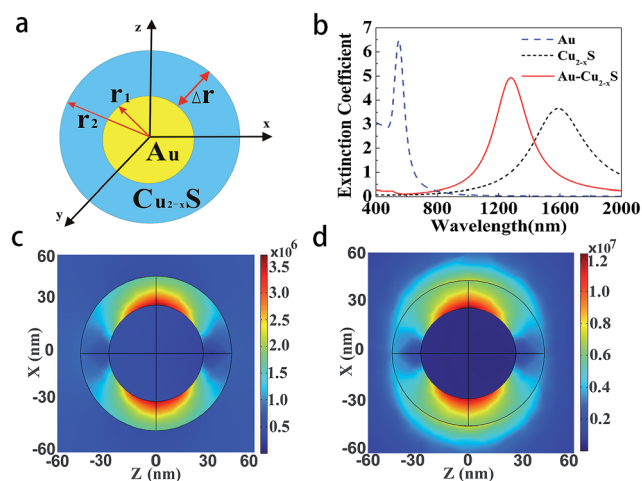 a
z
r₂
r₁
Δr
x
Au
y
Cu₂₋ₓS
b
Extinction Coefficient
7
6
5
4
3
2
1
0
Au
Cu₂₋ₓS
Au-Cu₂₋ₓS
400 800 1200 1600 2000
Wavelength(nm)
c
x10⁶
60
30
0
-30
-60
X (nm)
-60 -30 0 30 60
Z (nm)
3.5
3.0
2.5
2.0
1.5
1.0
0.5
d
x10⁷
60
30
0
-30
-60
X (nm)
-60 -30 0 30 60
Z (nm)
1.2
1.0
0.8
0.6
0.4
0.2